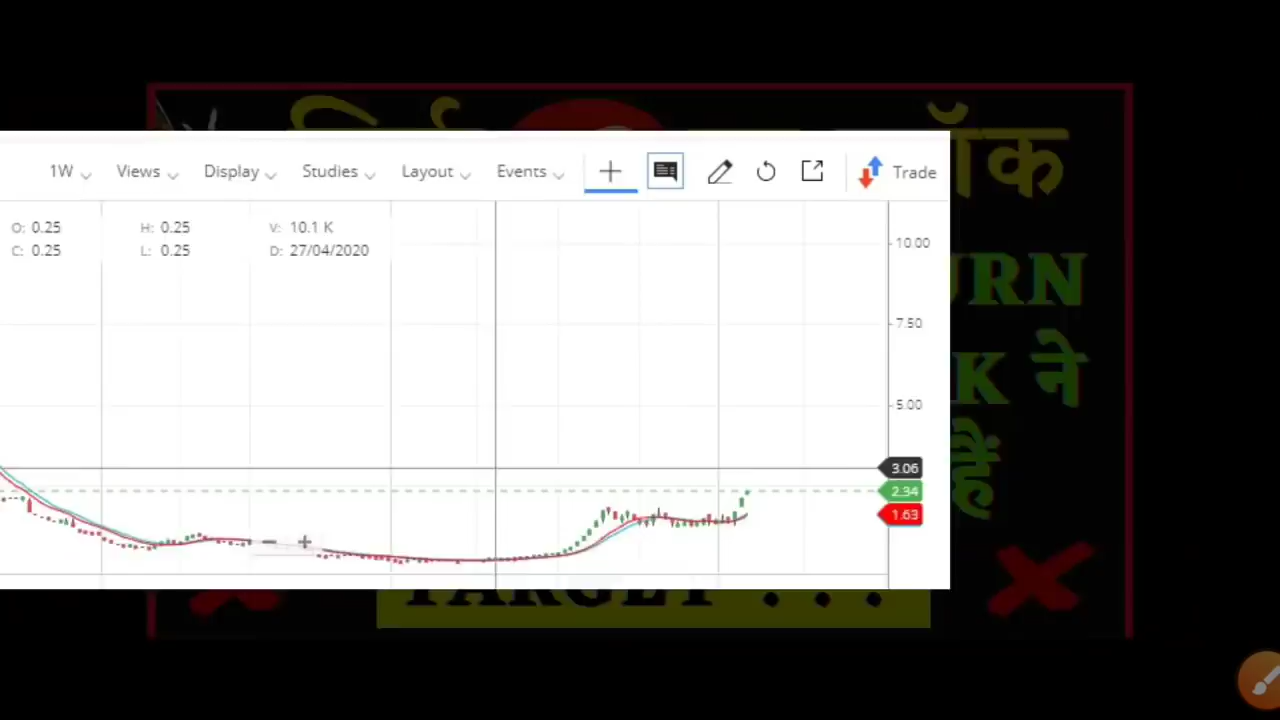 1W Views Display Studies Layout Events Trade
O: 0.25 H: 0.25 V: 10.1 K
C: 0.25 L: 0.25 D: 27/04/2020
10.00
7.50
5.00
3.06
2.34
1.63
ने
हैं
TARGET ...